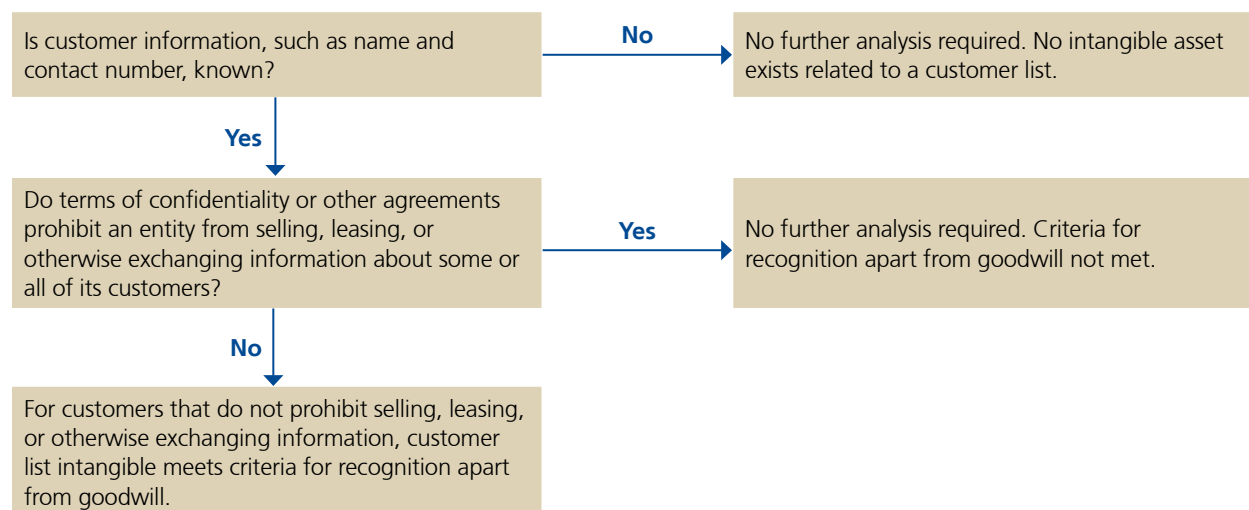 Is customer information, such as name and
contact number, known?
No
No further analysis required. No intangible asset
exists related to a customer list.
Yes
Do terms of confidentiality or other agreements
prohibit an entity from selling, leasing, or
otherwise exchanging information about some or
all of its customers?
Yes
No further analysis required. Criteria for
recognition apart from goodwill not met.
No
For customers that do not prohibit selling, leasing,
or otherwise exchanging information, customer
list intangible meets criteria for recognition apart
from goodwill.